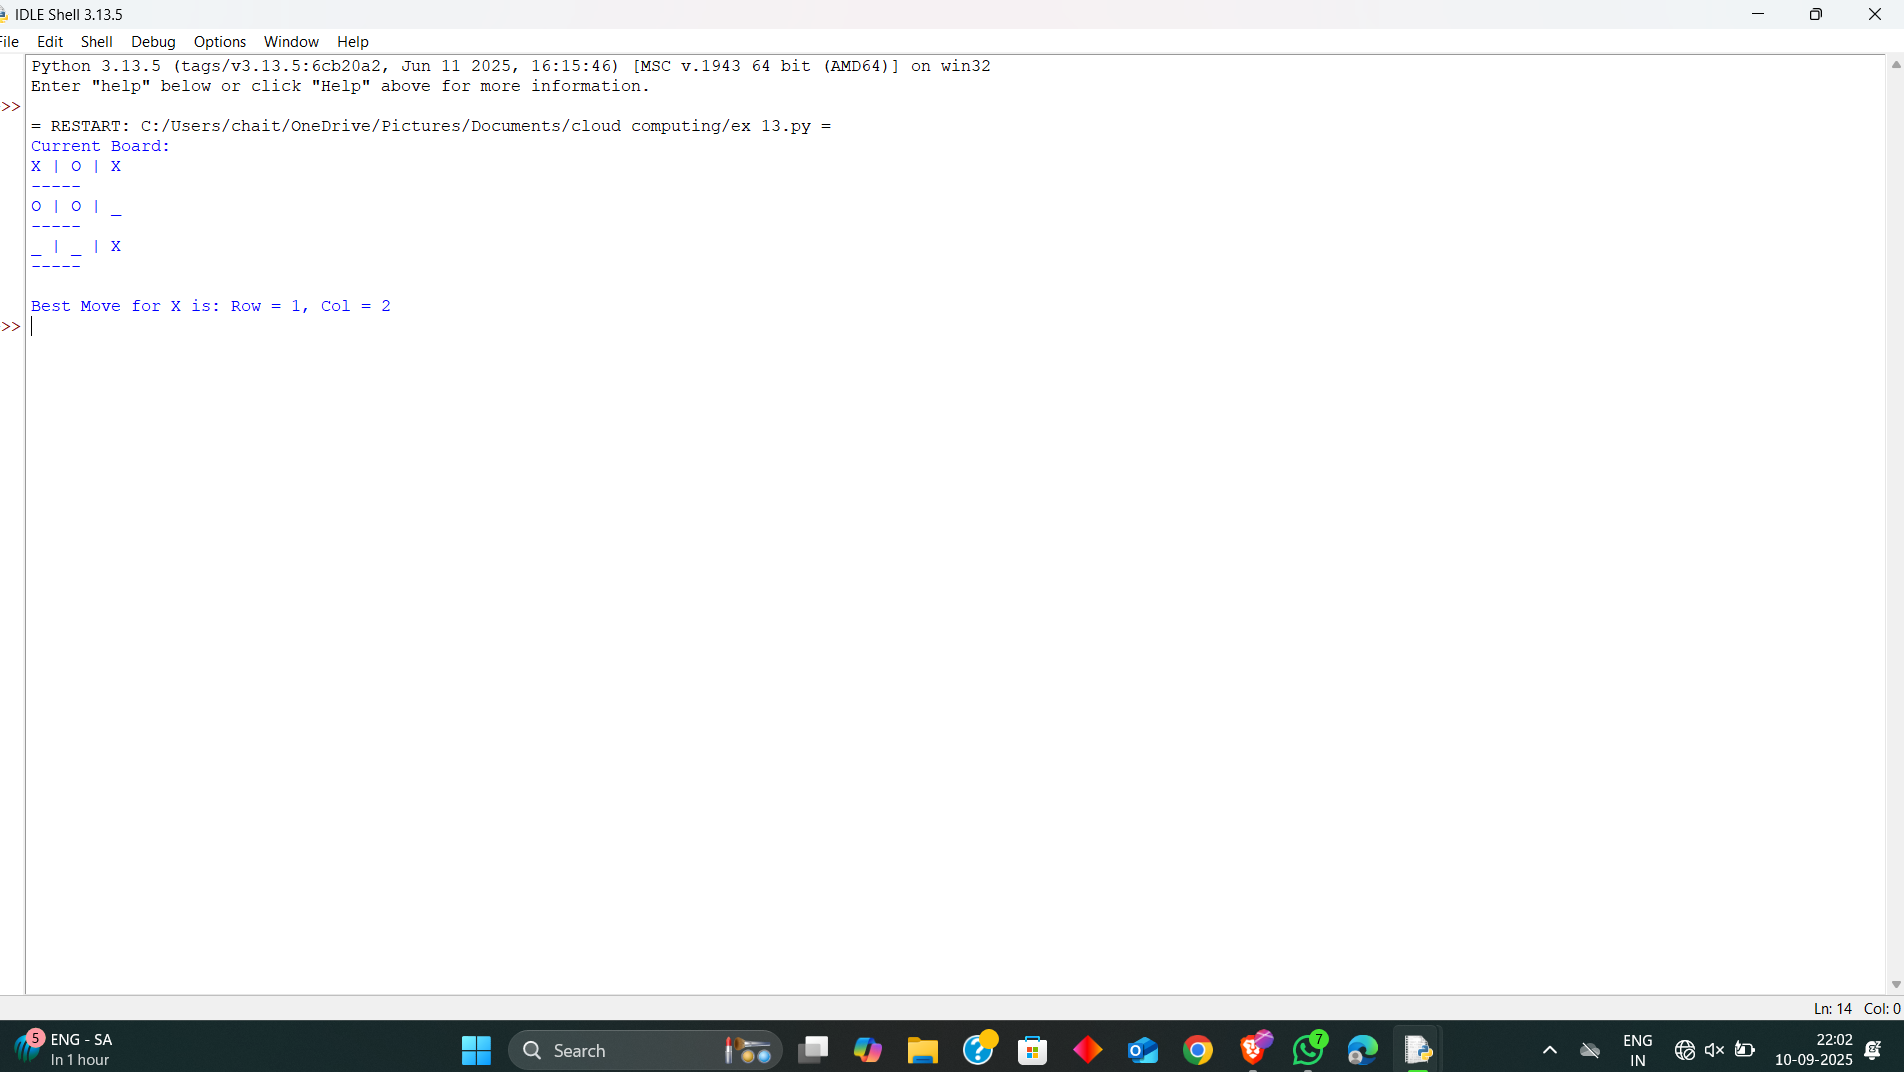 IDLE Shell 3.13.5
File Edit Shell Debug Options Window Help
Python 3.13.5 (tags/v3.13.5:6cb20a2, Jun 11 2025, 16:15:46) [MSC v.1943 64 bit (AMD64)] on win32
Enter "help" below or click "Help" above for more information.
>>
= RESTART: C:/Users/chait/OneDrive/Pictures/Documents/cloud computing/ex 13.py =
Current Board:
X | O | X
-----
O | O | _
-----
_ | _ | X
-----
Best Move for X is: Row = 1, Col = 2
>>
Ln: 14 Col: 0
5 ENG - SA
In 1 hour
Search
7
ENG
IN
22:02
10-09-2025